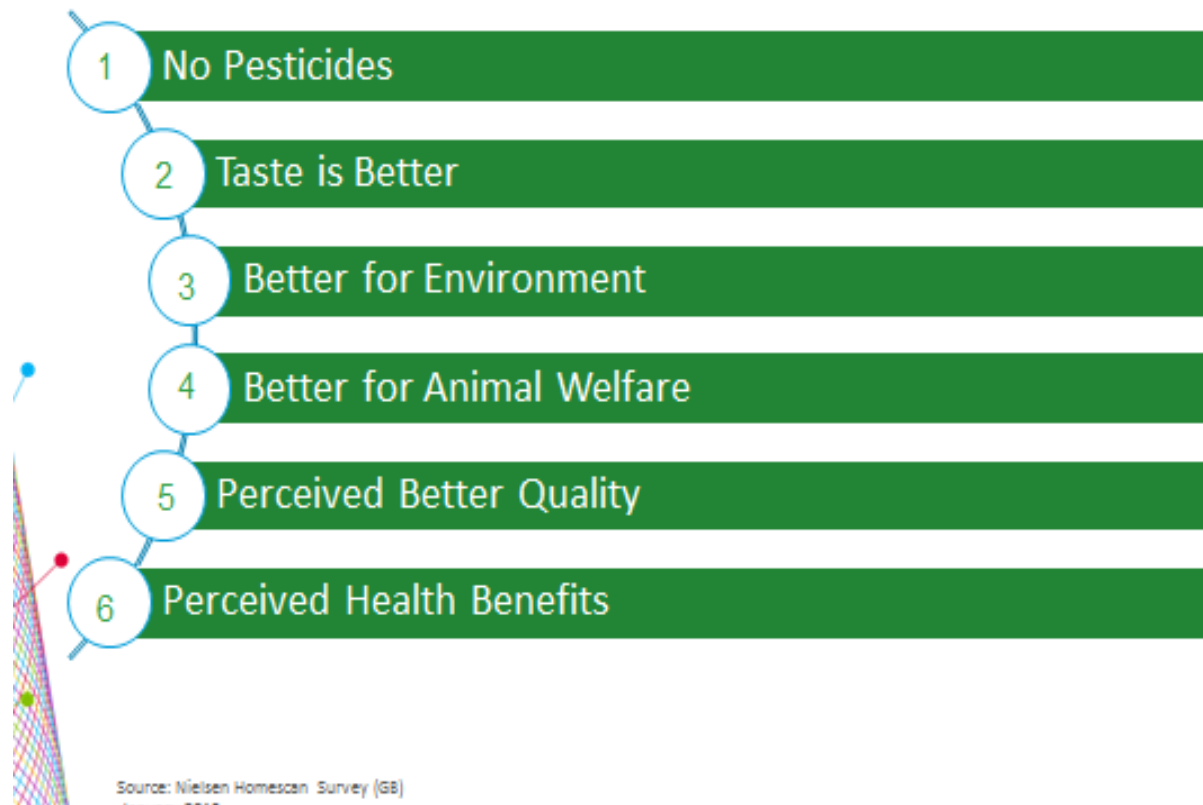 1 No Pesticides
2 Taste is Better
3 Better for Environment
4 Better for Animal Welfare
5 Perceived Better Quality
6 Perceived Health Benefits
Source: Nielsen Homescan Survey (GB)